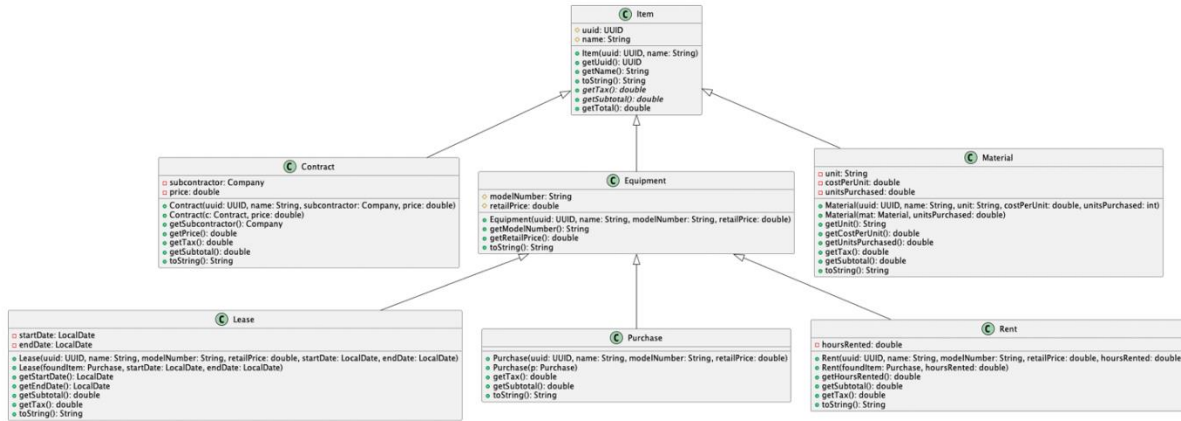 C Item
uuid: UUID
name: String
Item(uuid: UUID, name: String)
getUuid(): UUID
getName(): String
toString(): String
getTax(): double
getSubtotal(): double
getTotal(): double
C Contract
subcontractor: Company
price: double
Contract(uuid: UUID, name: String, subcontractor: Company, price: double)
Contract(c: Contract, price: double)
getSubcontractor(): Company
getPrice(): double
getTax(): double
getSubtotal(): double
toString(): String
C Equipment
modelNumber: String
retailPrice: double
Equipment(uuid: UUID, name: String, modelNumber: String, retailPrice: double)
getModelNumber(): String
getRetailPrice(): double
toString(): String
C Material
unit: String
costPerUnit: double
unitsPurchased: double
Material(uuid: UUID, name: String, unit: String, costPerUnit: double, unitsPurchased: int)
Material(mat: Material, unitsPurchased: double)
getUnit(): String
getCostPerUnit(): double
getUnitsPurchased(): double
getTax(): double
getSubtotal(): double
toString(): String
C Lease
startDate: LocalDate
endDate: LocalDate
Lease(uuid: UUID, name: String, modelNumber: String, retailPrice: double, startDate: LocalDate, endDate: LocalDate)
Lease(foundItem: Purchase, startDate: LocalDate, endDate: LocalDate)
getStartDate(): LocalDate
getEndDate(): LocalDate
getSubtotal(): double
getTax(): double
toString(): String
C Purchase
Purchase(uuid: UUID, name: String, modelNumber: String, retailPrice: double)
Purchase(p: Purchase)
getTax(): double
getSubtotal(): double
toString(): String
C Rent
hoursRented: double
Rent(uuid: UUID, name: String, modelNumber: String, retailPrice: double, hoursRented: double)
Rent(foundItem: Purchase, hoursRented: double)
getHoursRented(): double
getSubtotal(): double
getTax(): double
toString(): String